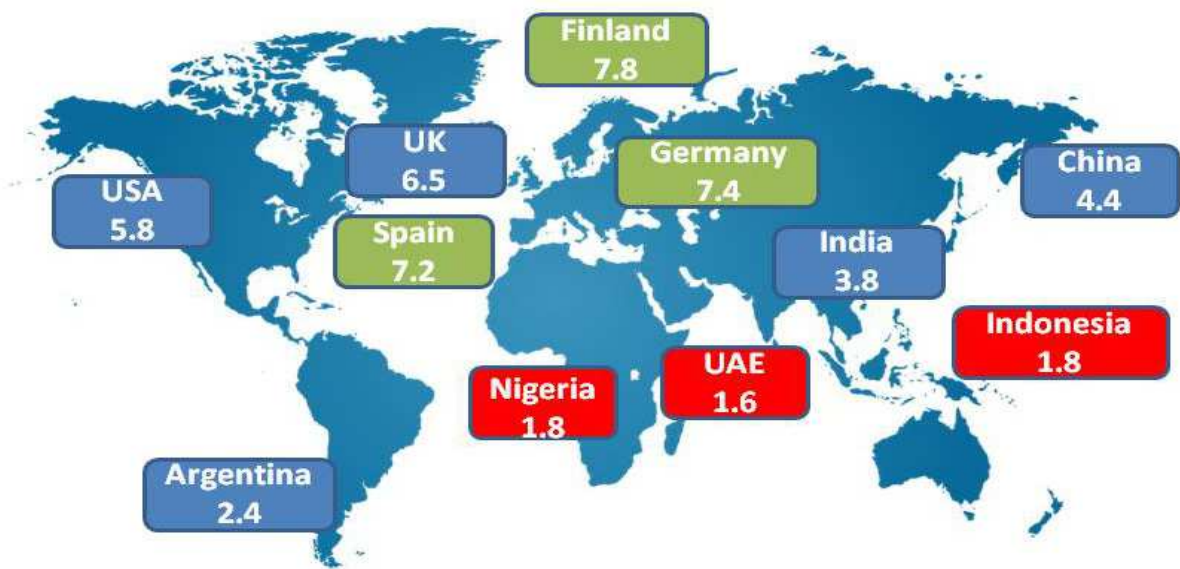 Finland
7.8
UK
6.5
Germany
7.4
China
4.4
USA
5.8
Spain
7.2
India
3.8
Indonesia
1.8
UAE
1.6
Nigeria
1.8
Argentina
2.4